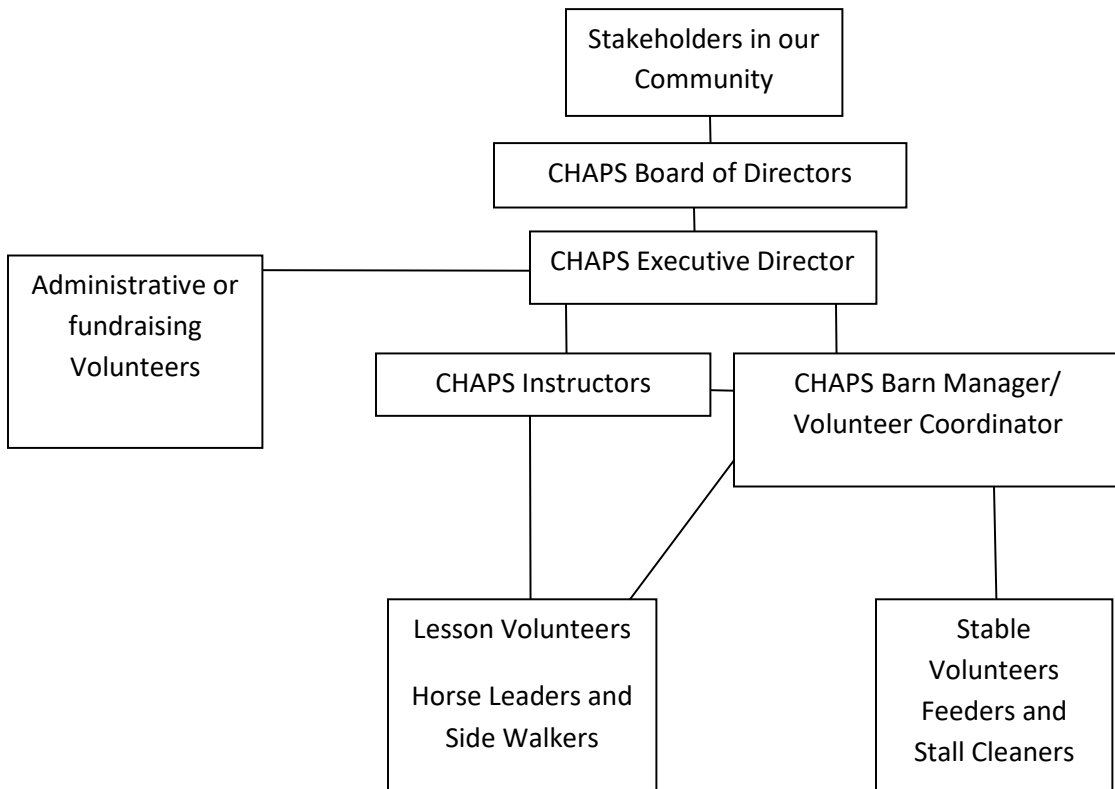 Stakeholders in our
Community
CHAPS Board of Directors
CHAPS Executive Director
Administrative or
fundraising
Volunteers
CHAPS Instructors
CHAPS Barn Manager/
Volunteer Coordinator
Lesson Volunteers
Horse Leaders and
Side Walkers
Stable
Volunteers
Feeders and
Stall Cleaners